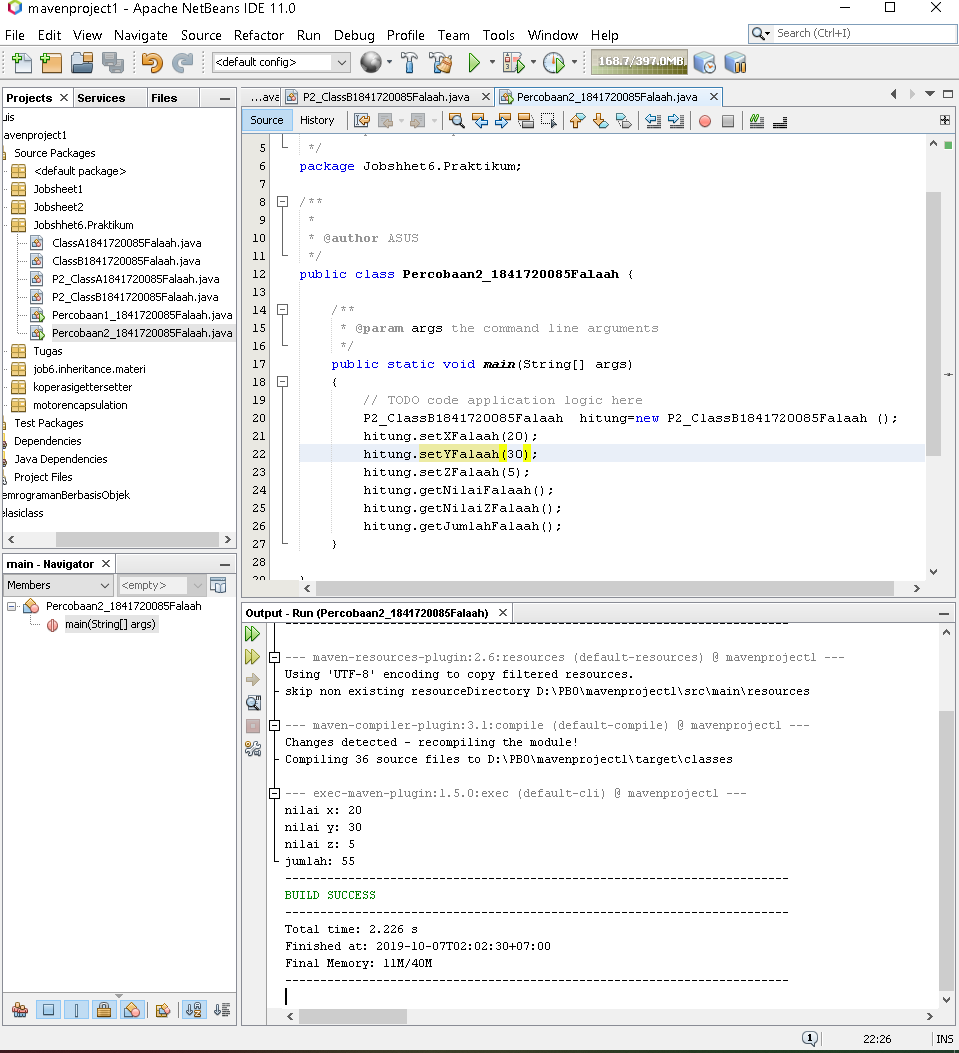 mavenproject1 - Apache NetBeans IDE 11.0
File Edit View Navigate Source Refactor Run Debug Profile Team Tools Window Help
Search (Ctrl+I)
<default config>
168.7/397.0MB
Projects Services Files
...ava P2_ClassB1841720085Falaah.java Percobaan2_1841720085Falaah.java
Source History
uis
avenproject1
Source Packages
<default package>
Jobsheet1
Jobsheet2
Jobshhet6.Praktikum
ClassA1841720085Falaah.java
ClassB1841720085Falaah.java
P2_ClassA1841720085Falaah.java
P2_ClassB1841720085Falaah.java
Percobaan1_1841720085Falaah.java
Percobaan2_1841720085Falaah.java
Tugas
job6.inheritance.materi
koperasigettersetter
motorencapsulation
Test Packages
Dependencies
Java Dependencies
Project Files
emrogramanBerbasisObjek
elasiclass
5 */
6 package Jobshhet6.Praktikum;
7
8 /**
9 *
10 * @author ASUS
11 */
12 public class Percobaan2_1841720085Falaah {
13
14 /**
15 * @param args the command line arguments
16 */
17 public static void main(String[] args)
18 {
19 // TODO code application logic here
20 P2_ClassB1841720085Falaah hitung=new P2_ClassB1841720085Falaah ();
21 hitung.setXFalaah(20);
22 hitung.setYFalaah(30);
23 hitung.setZFalaah(5);
24 hitung.getNilaiFalaah();
25 hitung.getNilaiZFalaah();
26 hitung.getJumlahFalaah();
27 }
28
29 }
main - Navigator
Members <empty>
Percobaan2_1841720085Falaah
main(String[] args)
Output - Run (Percobaan2_1841720085Falaah)
------------------------------------------------------------------------
--- maven-resources-plugin:2.6:resources (default-resources) @ mavenproject1 ---
Using 'UTF-8' encoding to copy filtered resources.
skip non existing resourceDirectory D:\PBO\mavenproject1\src\main\resources
--- maven-compiler-plugin:3.1:compile (default-compile) @ mavenproject1 ---
Changes detected - recompiling the module!
Compiling 36 source files to D:\PBO\mavenproject1\target\classes
--- exec-maven-plugin:1.5.0:exec (default-cli) @ mavenproject1 ---
nilai x: 20
nilai y: 30
nilai z: 5
jumlah: 55
------------------------------------------------------------------------
BUILD SUCCESS
------------------------------------------------------------------------
Total time: 2.226 s
Finished at: 2019-10-07T02:02:30+07:00
Final Memory: 11M/40M
------------------------------------------------------------------------
1 22:26 INS